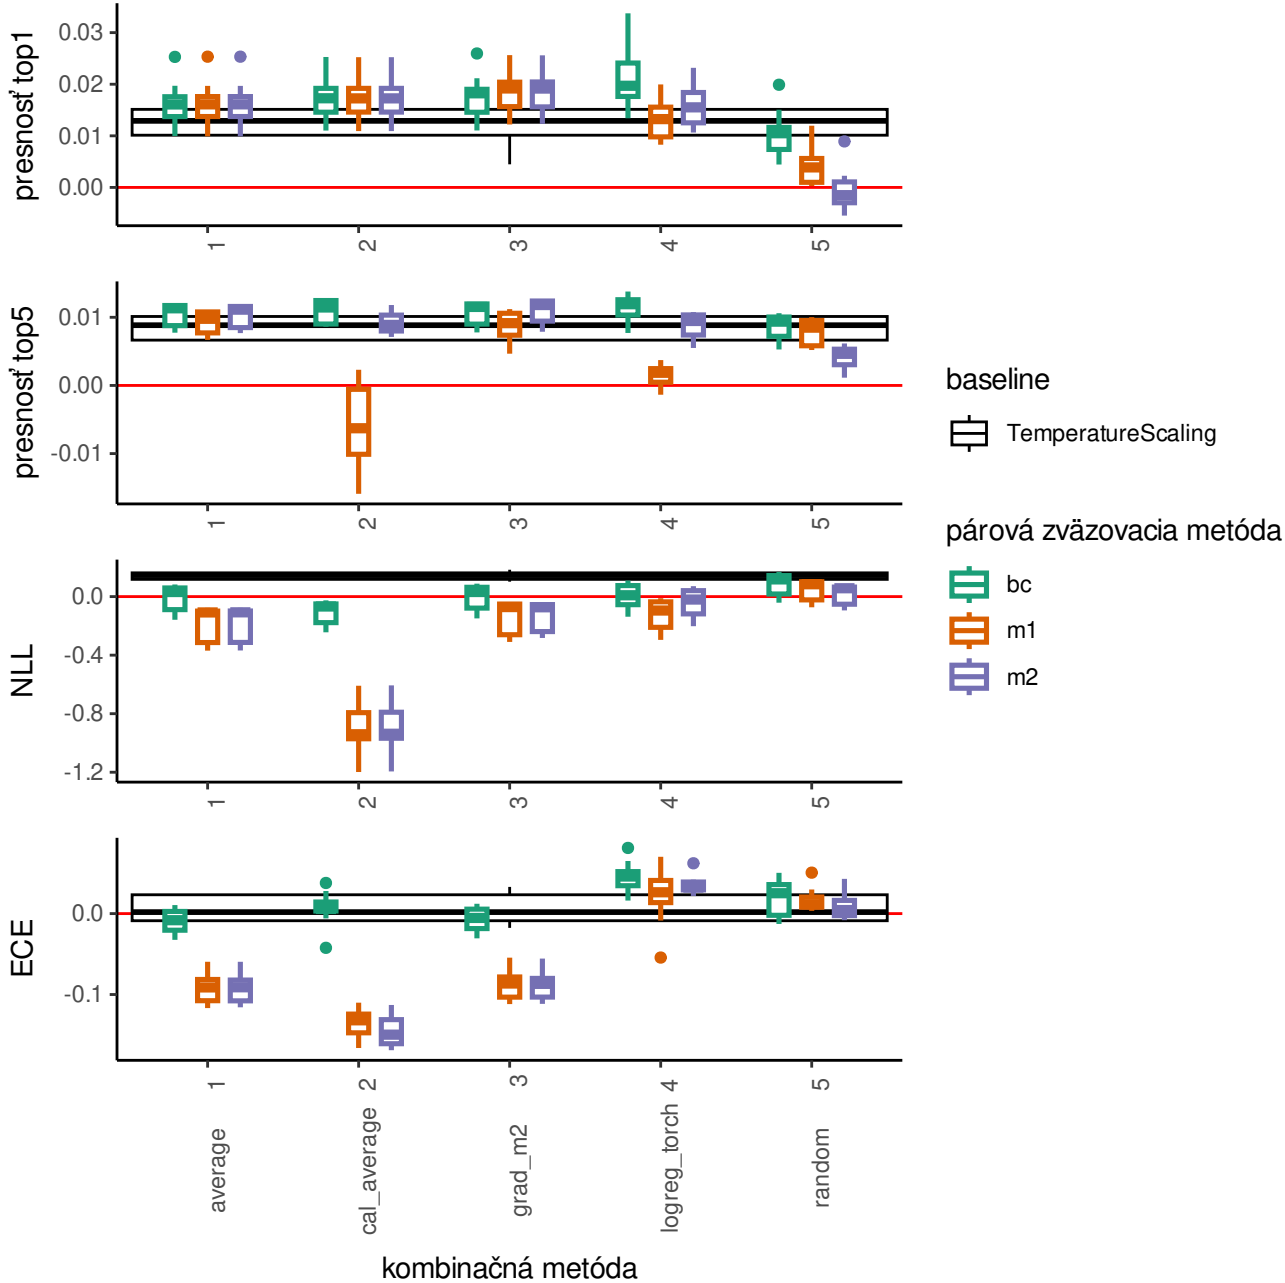 presnosť top1
0.03
0.02
0.01
0.00
1
2
3
4
5
presnosť top5
0.01
0.00
-0.01
1
2
3
4
5
NLL
0.0
-0.4
-0.8
-1.2
1
2
3
4
5
ECE
0.0
-0.1
average 1
cal_average 2
grad_m2 3
logreg_torch 4
random 5
kombinačná metóda
baseline
TemperatureScaling
párová zväzovacia metóda
bc
m1
m2